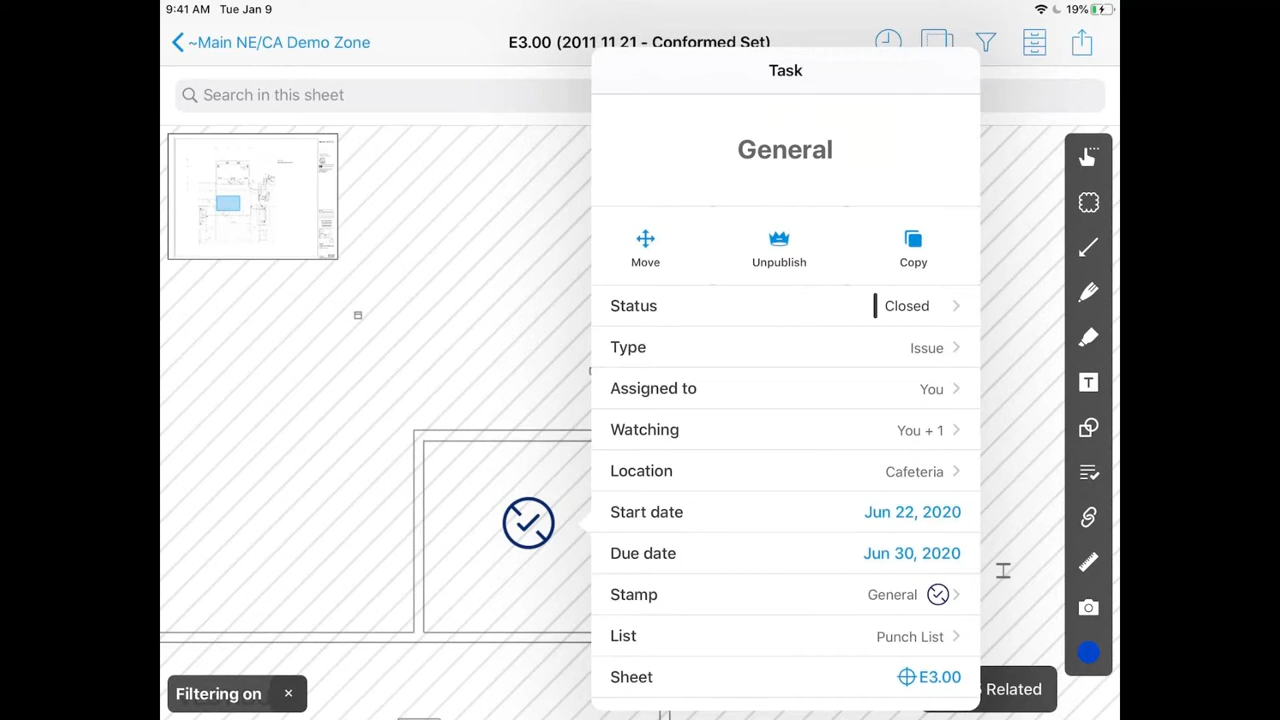 9:41 AM Tue Jan 9
19%
~Main NE/CA Demo Zone
E3.00 (2011 11 21 - Conformed Set)
Search in this sheet
Task
General
Move
Unpublish
Copy
Status Closed
Type Issue
Assigned to You
Watching You + 1
Location Cafeteria
Start date Jun 22, 2020
Due date Jun 30, 2020
Stamp General
List Punch List
Sheet E3.00
T
Filtering on ×
Related